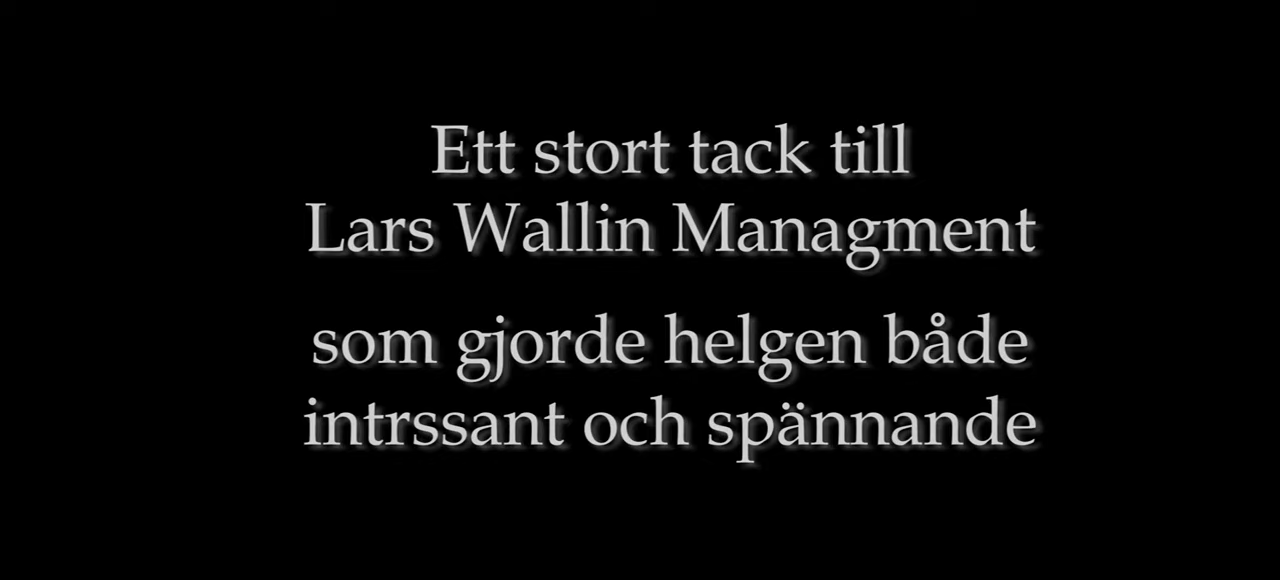 Ett stort tack till
Lars Wallin Managment
som gjorde helgen både
intrssant och spännande